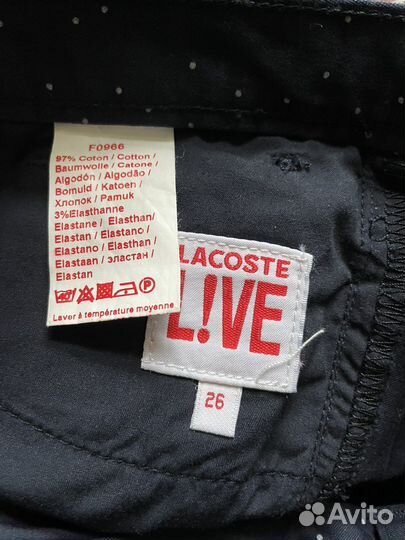 F0966
97% Coton / Cotton /
Baumwolle / Catone /
Algodón / Algodão /
Bomuld / Katoen /
Хлопок / Pamuk
3%Elasthanne
Elastane / Elasthan/
Elastan / Elastano /
Elastano / Elasthan
Elastaan / эластан /
Elastan
Laver à température moyenne
LACOSTE
L!VE
26
Avito